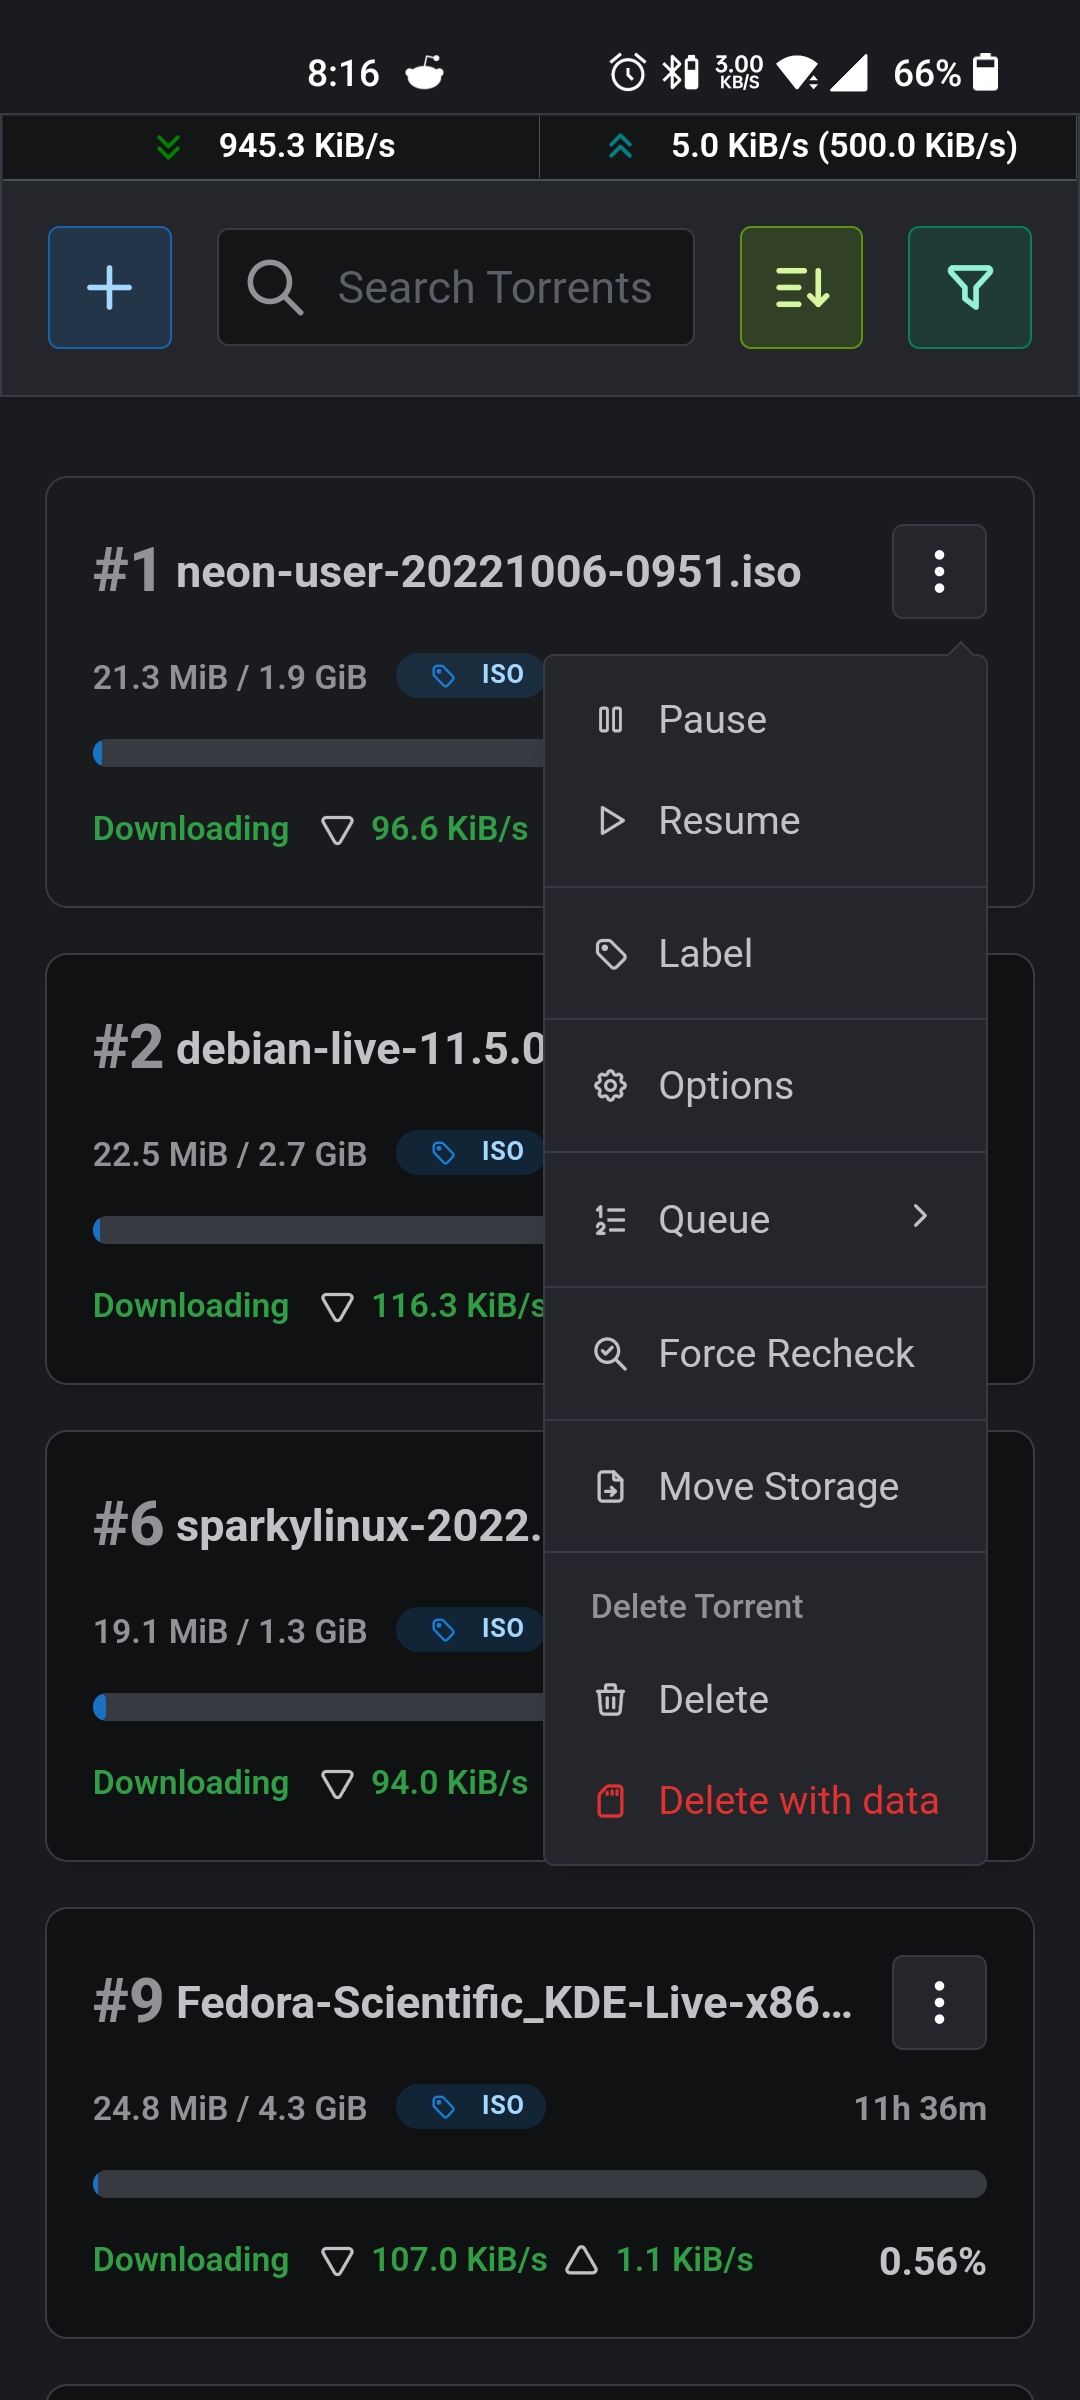 8:16 3.00 KB/S 66%
945.3 KiB/s 5.0 KiB/s (500.0 KiB/s)
Search Torrents
#1 neon-user-20221006-0951.iso
21.3 MiB / 1.9 GiB ISO
Downloading 96.6 KiB/s
Pause
Resume
Label
Options
Queue
Force Recheck
Move Storage
Delete Torrent
Delete
Delete with data
#2 debian-live-11.5.0
22.5 MiB / 2.7 GiB ISO
Downloading 116.3 KiB/s
#6 sparkylinux-2022.
19.1 MiB / 1.3 GiB ISO
Downloading 94.0 KiB/s
#9 Fedora-Scientific_KDE-Live-x86...
24.8 MiB / 4.3 GiB ISO 11h 36m
Downloading 107.0 KiB/s 1.1 KiB/s 0.56%